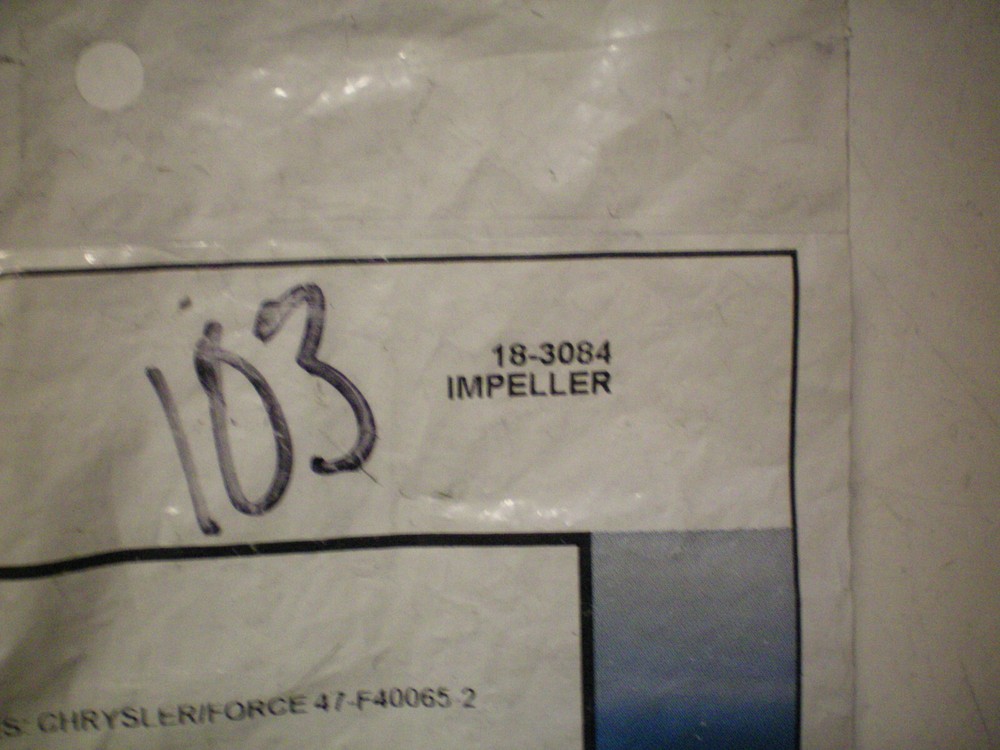 103
18-3084
IMPELLER
S: CHRYSLER/FORCE 47-F40065-2